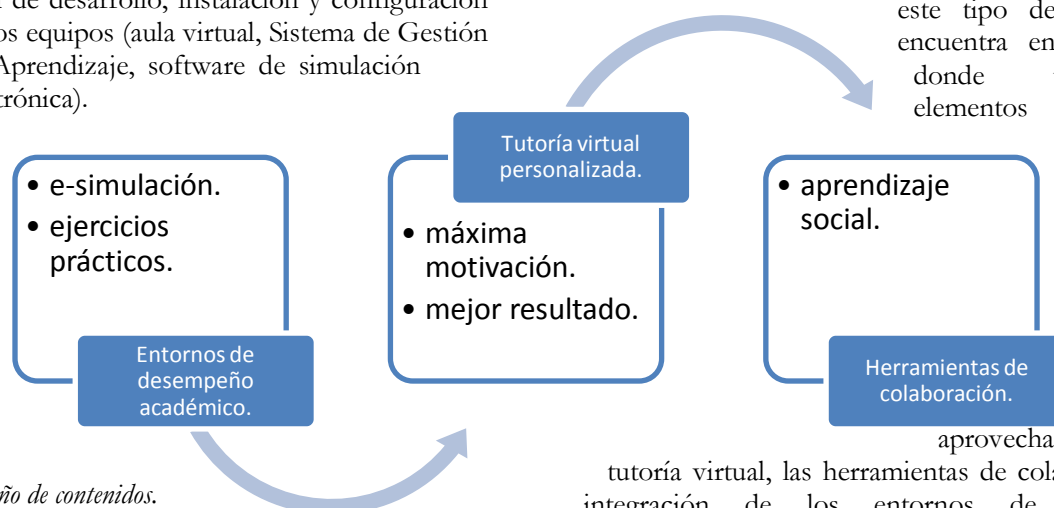 de desarrollo, instalación y configuración
os equipos (aula virtual, Sistema de Gestión
Aprendizaje, software de simulación
trónica).
este tipo de
encuentra en
donde
elementos
• e-simulación.
• ejercicios
prácticos.
Entornos de
desempeño
académico.
Tutoría virtual
personalizada.
• máxima
motivación.
• mejor resultado.
• aprendizaje
social.
Herramientas de
colaboración.
ño de contenidos.
aprovecha
tutoría virtual, las herramientas de cola
integración de los entornos de